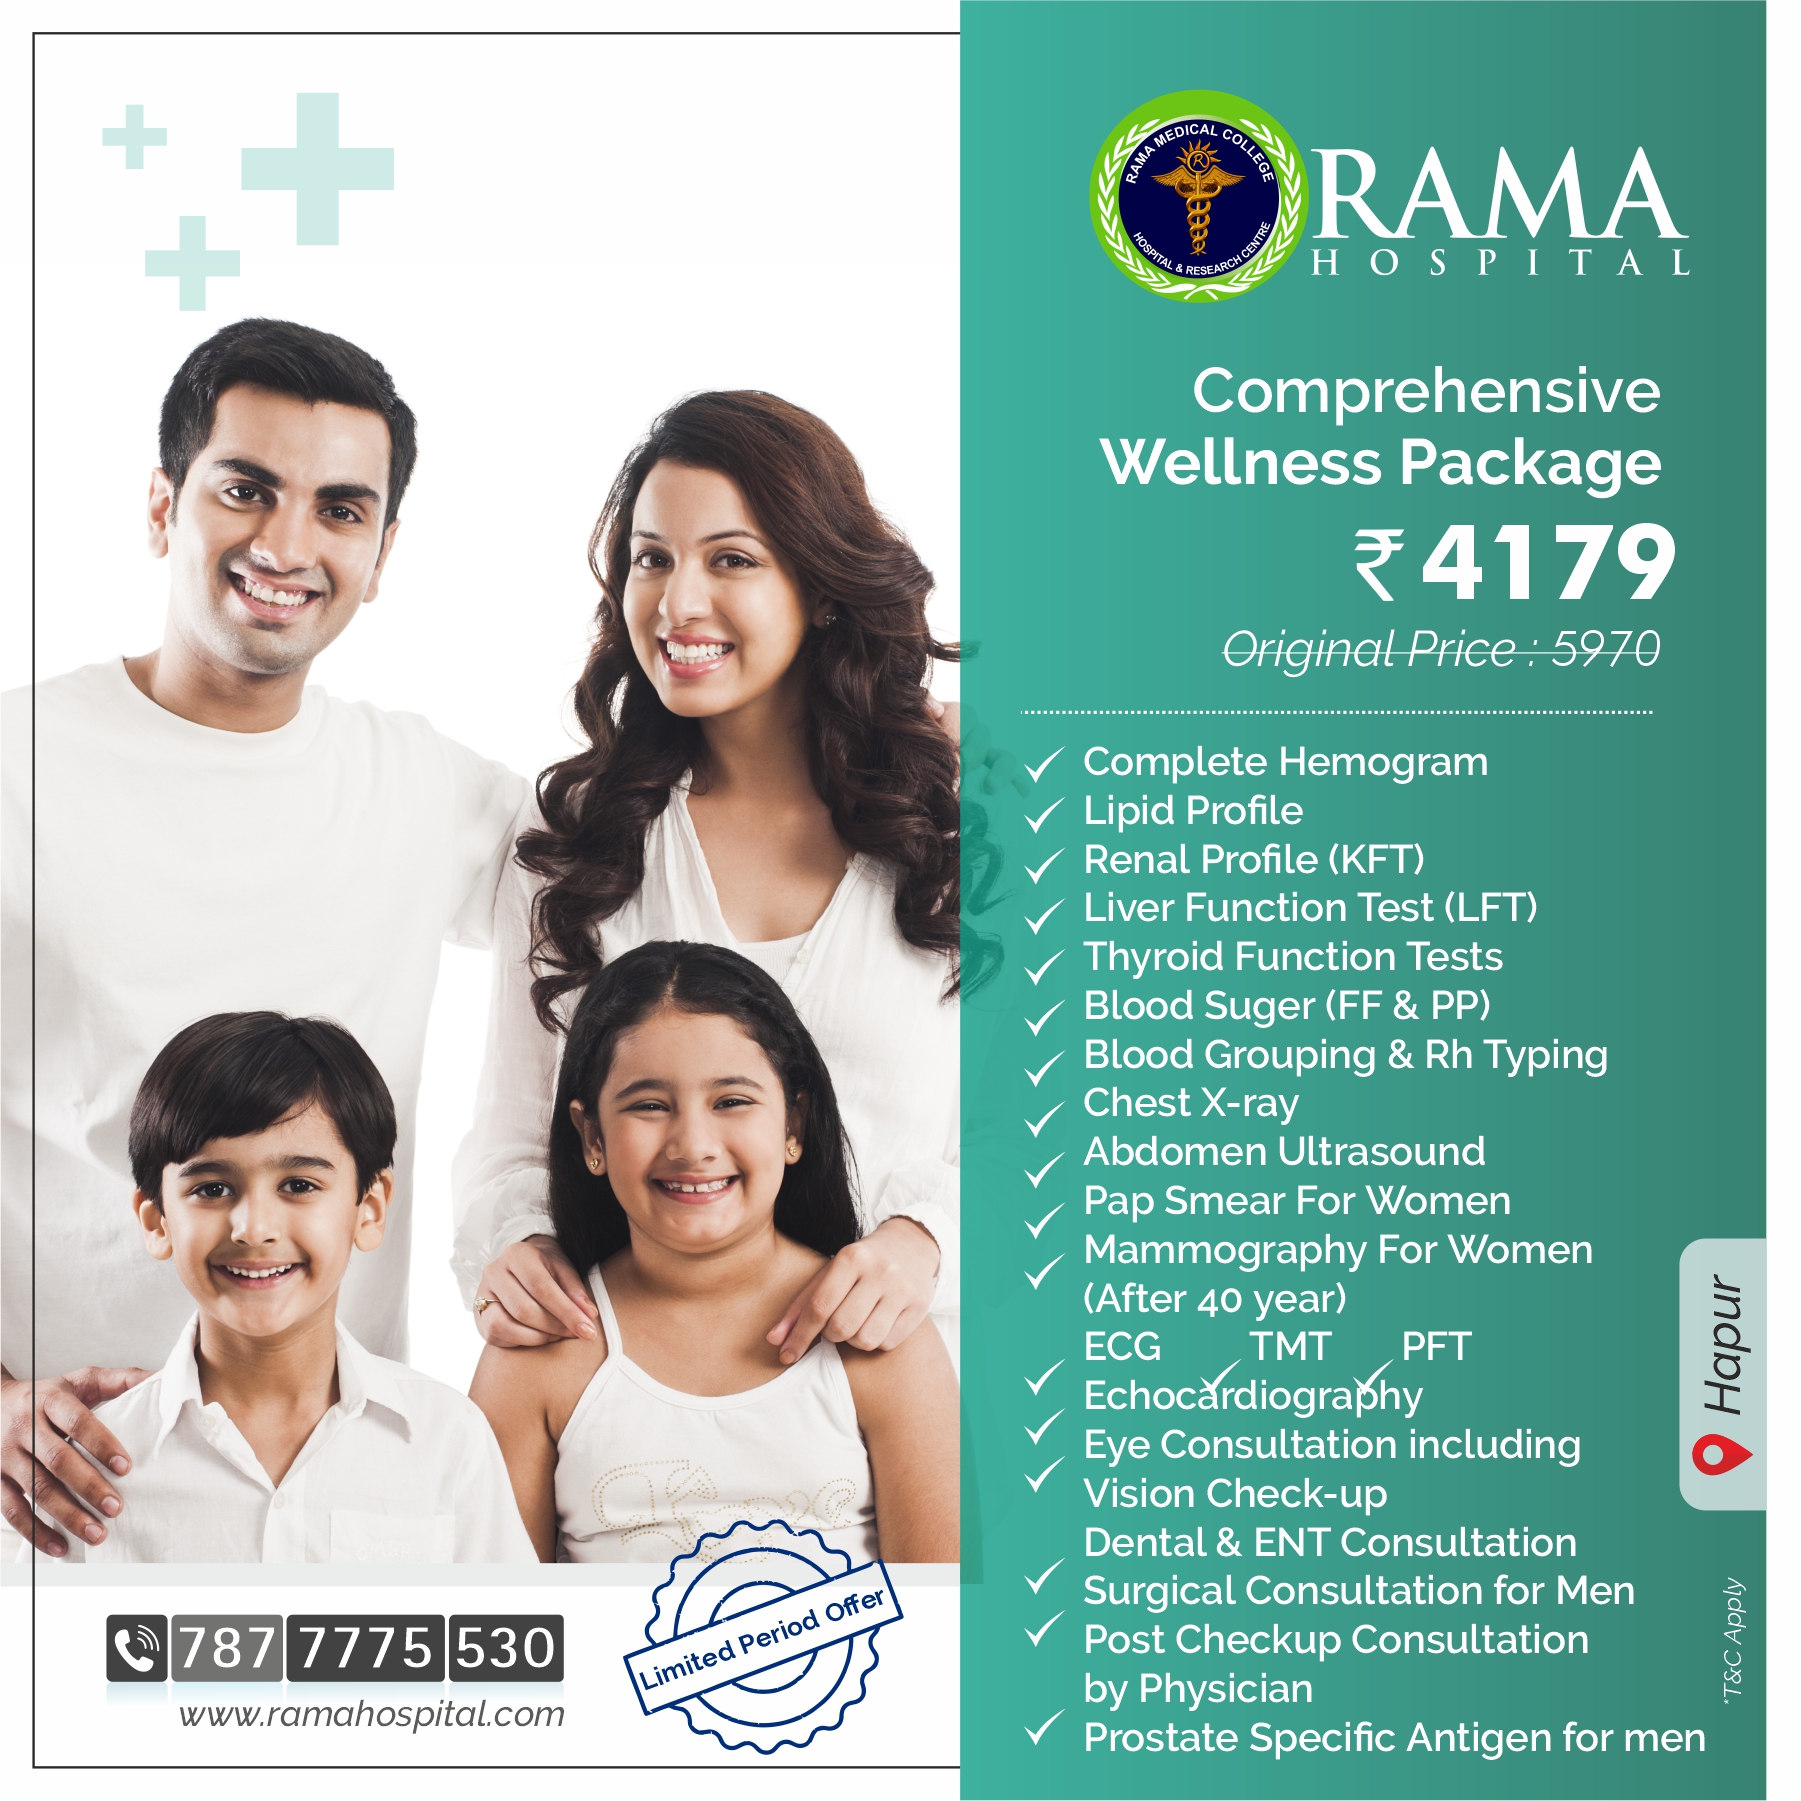 RAMA MEDICAL COLLEGE
HOSPITAL & RESEARCH CENTRE
R
RAMA
HOSPITAL
Comprehensive
Wellness Package
₹4179
Original Price : 5970
Complete Hemogram
Lipid Profile
Renal Profile (KFT)
Liver Function Test (LFT)
Thyroid Function Tests
Blood Suger (FF & PP)
Blood Grouping & Rh Typing
Chest X-ray
Abdomen Ultrasound
Pap Smear For Women
Mammography For Women
(After 40 year)
ECG TMT PFT
Echocardiography
Eye Consultation including
Vision Check-up
Dental & ENT Consultation
Surgical Consultation for Men
Post Checkup Consultation
by Physician
Prostate Specific Antigen for men
Hapur
*T&C Apply
Limited Period Offer
787 7775 530
www.ramahospital.com